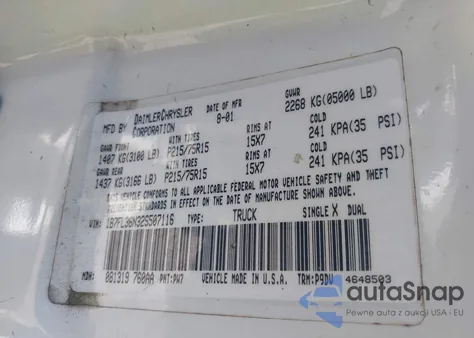 MFD BY DAIMLERCHRYSLER CORPORATION DATE OF MFR 8-01 GVWR 2268 KG(05000 LB)
GAWR FRONT WITH TIRES RIMS AT COLD
1407 KG(3100 LB) P215/75R15 15X7 241 KPA(35 PSI)
GAWR REAR WITH TIRES RIMS AT COLD
1437 KG(3166 LB) P215/75R15 15X7 241 KPA(35 PSI)
THIS VEHICLE CONFORMS TO ALL APPLICABLE FEDERAL MOTOR VEHICLE SAFETY AND THEFT
PREVENTION STANDARDS IN EFFECT ON THE DATE OF MANUFACTURE SHOWN ABOVE.
VIN: 1B7FL36X32S507116 TYPE: TRUCK SINGLE X DUAL
MDH: 081319 760AA PNT: PW7 VEHICLE MADE IN U.S.A. TRM: P9DV 4648503
autoSnap
Pewne auta z aukcji USA i EU